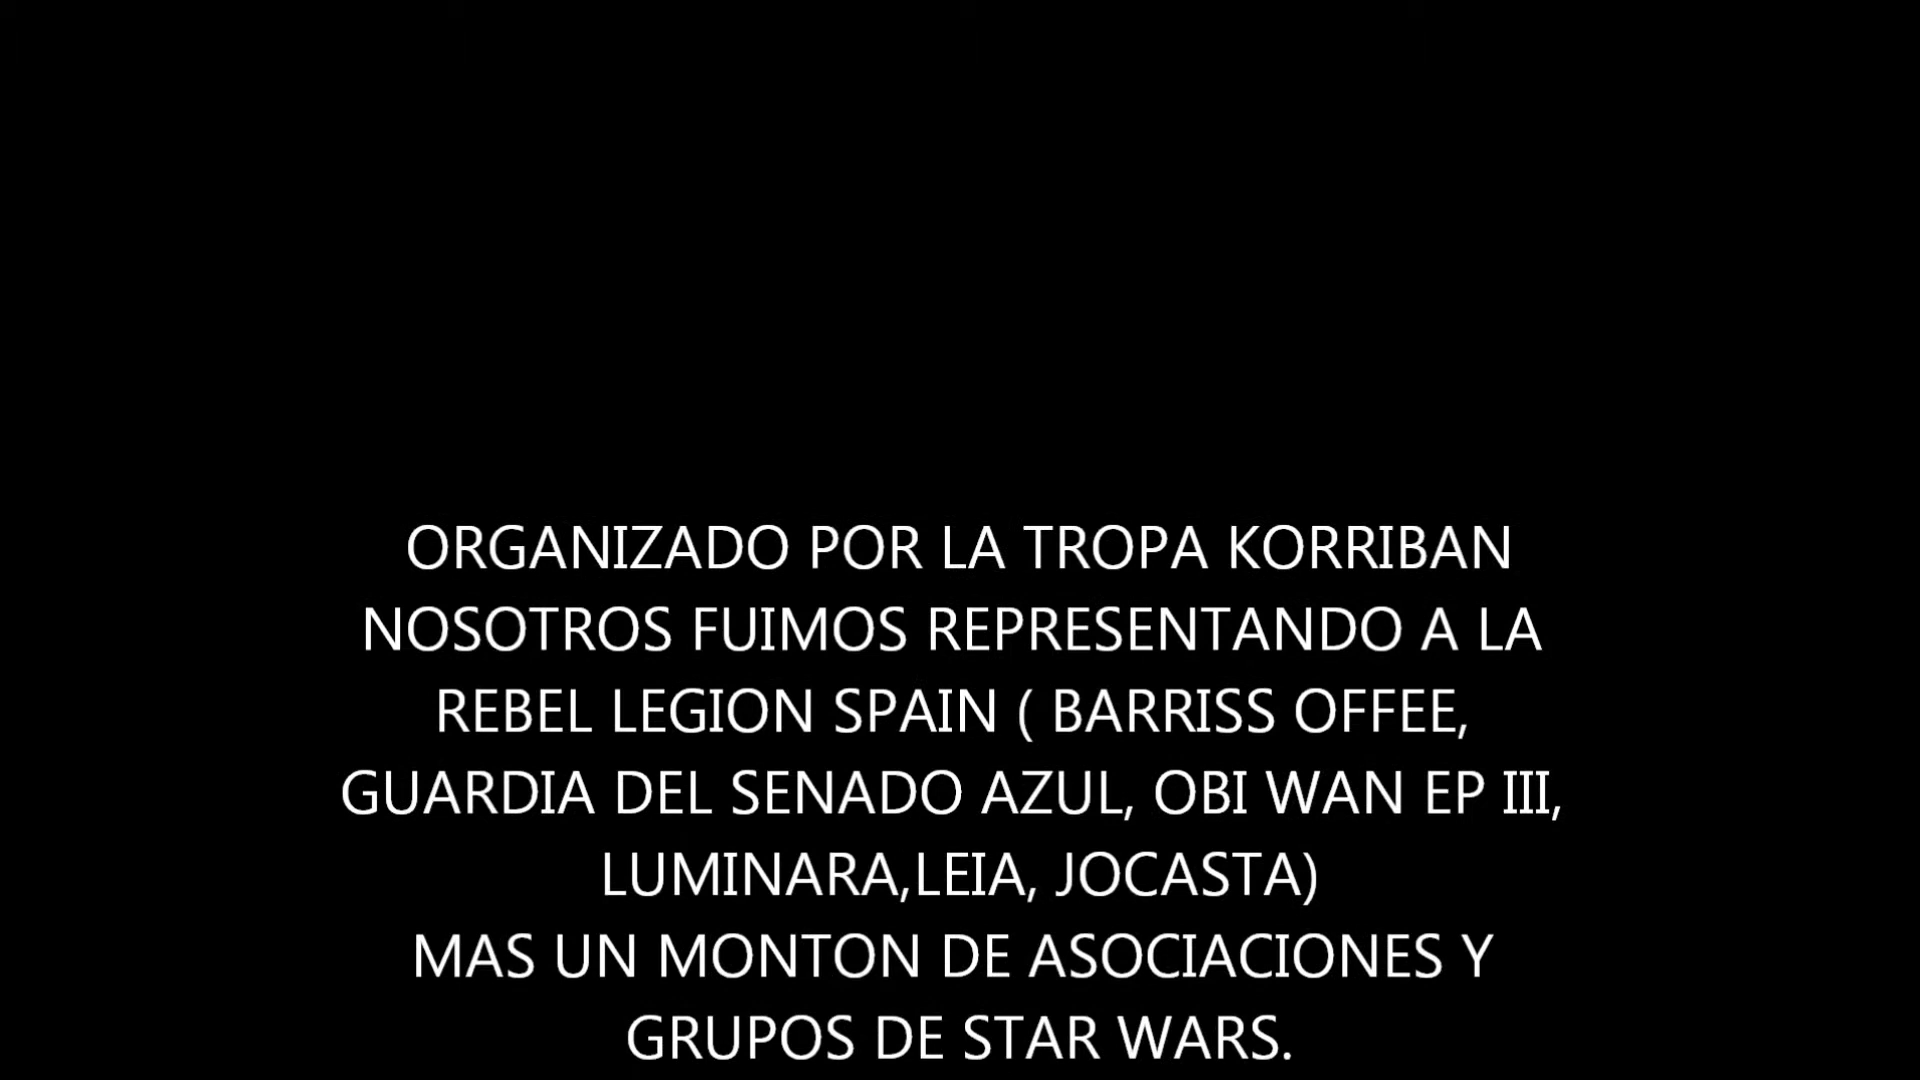 ORGANIZADO POR LA TROPA KORRIBAN
NOSOTROS FUIMOS REPRESENTANDO A LA
REBEL LEGION SPAIN ( BARRISS OFFEE,
GUARDIA DEL SENADO AZUL, OBI WAN EP III,
LUMINARA,LEIA, JOCASTA)
MAS UN MONTON DE ASOCIACIONES Y
GRUPOS DE STAR WARS.